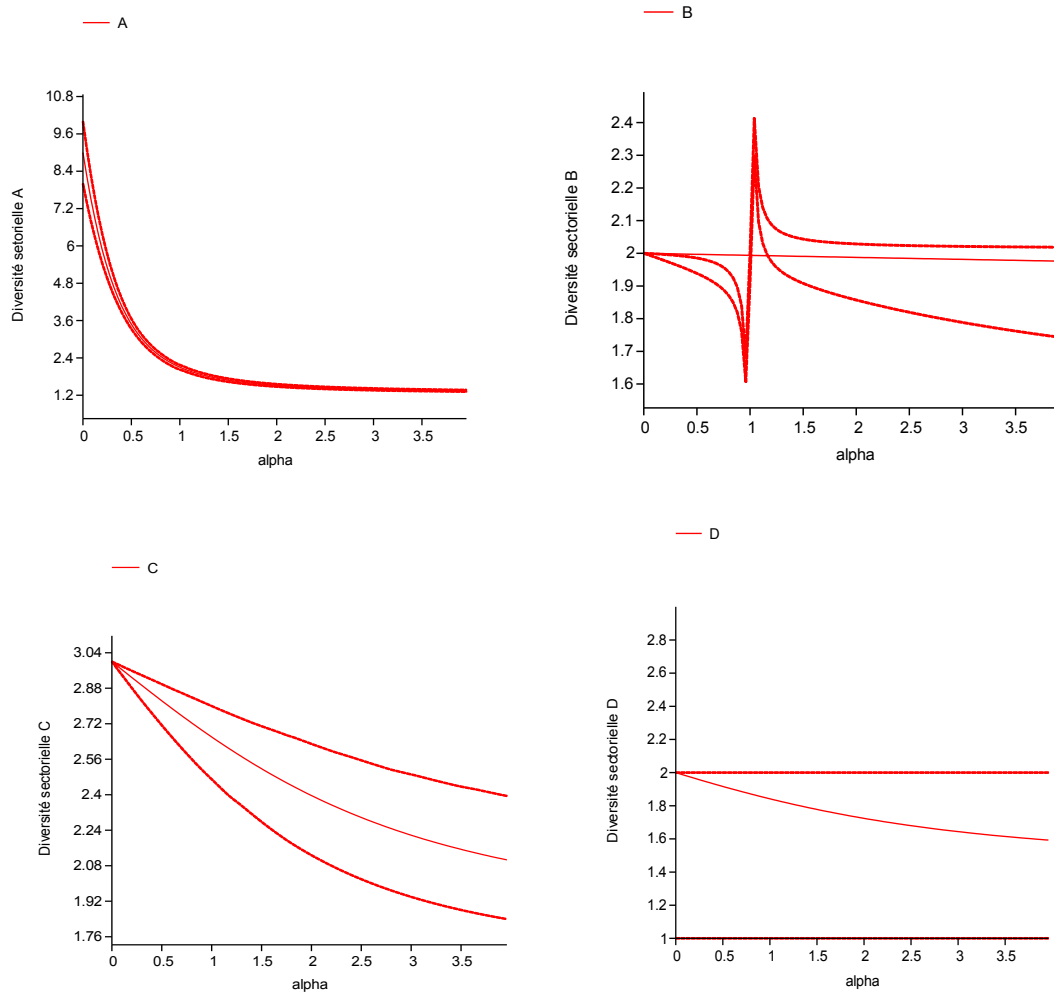 A
10.8
9.6
8.4
7.2
6
4.8
3.6
2.4
1.2
Diversité setorielle A
0 0.5 1 1.5 2 2.5 3 3.5
alpha
B
2.4
2.3
2.2
2.1
2
1.9
1.8
1.7
1.6
Diversité sectorielle B
0 0.5 1 1.5 2 2.5 3 3.5
alpha
C
3.04
2.88
2.72
2.56
2.4
2.24
2.08
1.92
1.76
Diversité sectorielle C
0 0.5 1 1.5 2 2.5 3 3.5
alpha
D
2.8
2.6
2.4
2.2
2
1.8
1.6
1.4
1.2
1
Diversité sectorielle D
0 0.5 1 1.5 2 2.5 3 3.5
alpha